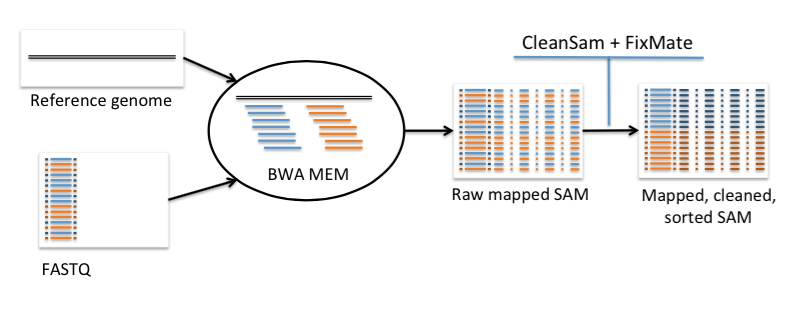 CleanSam + FixMate
Reference genome
BWA MEM
Raw mapped SAM
Mapped, cleaned,
sorted SAM
FASTQ